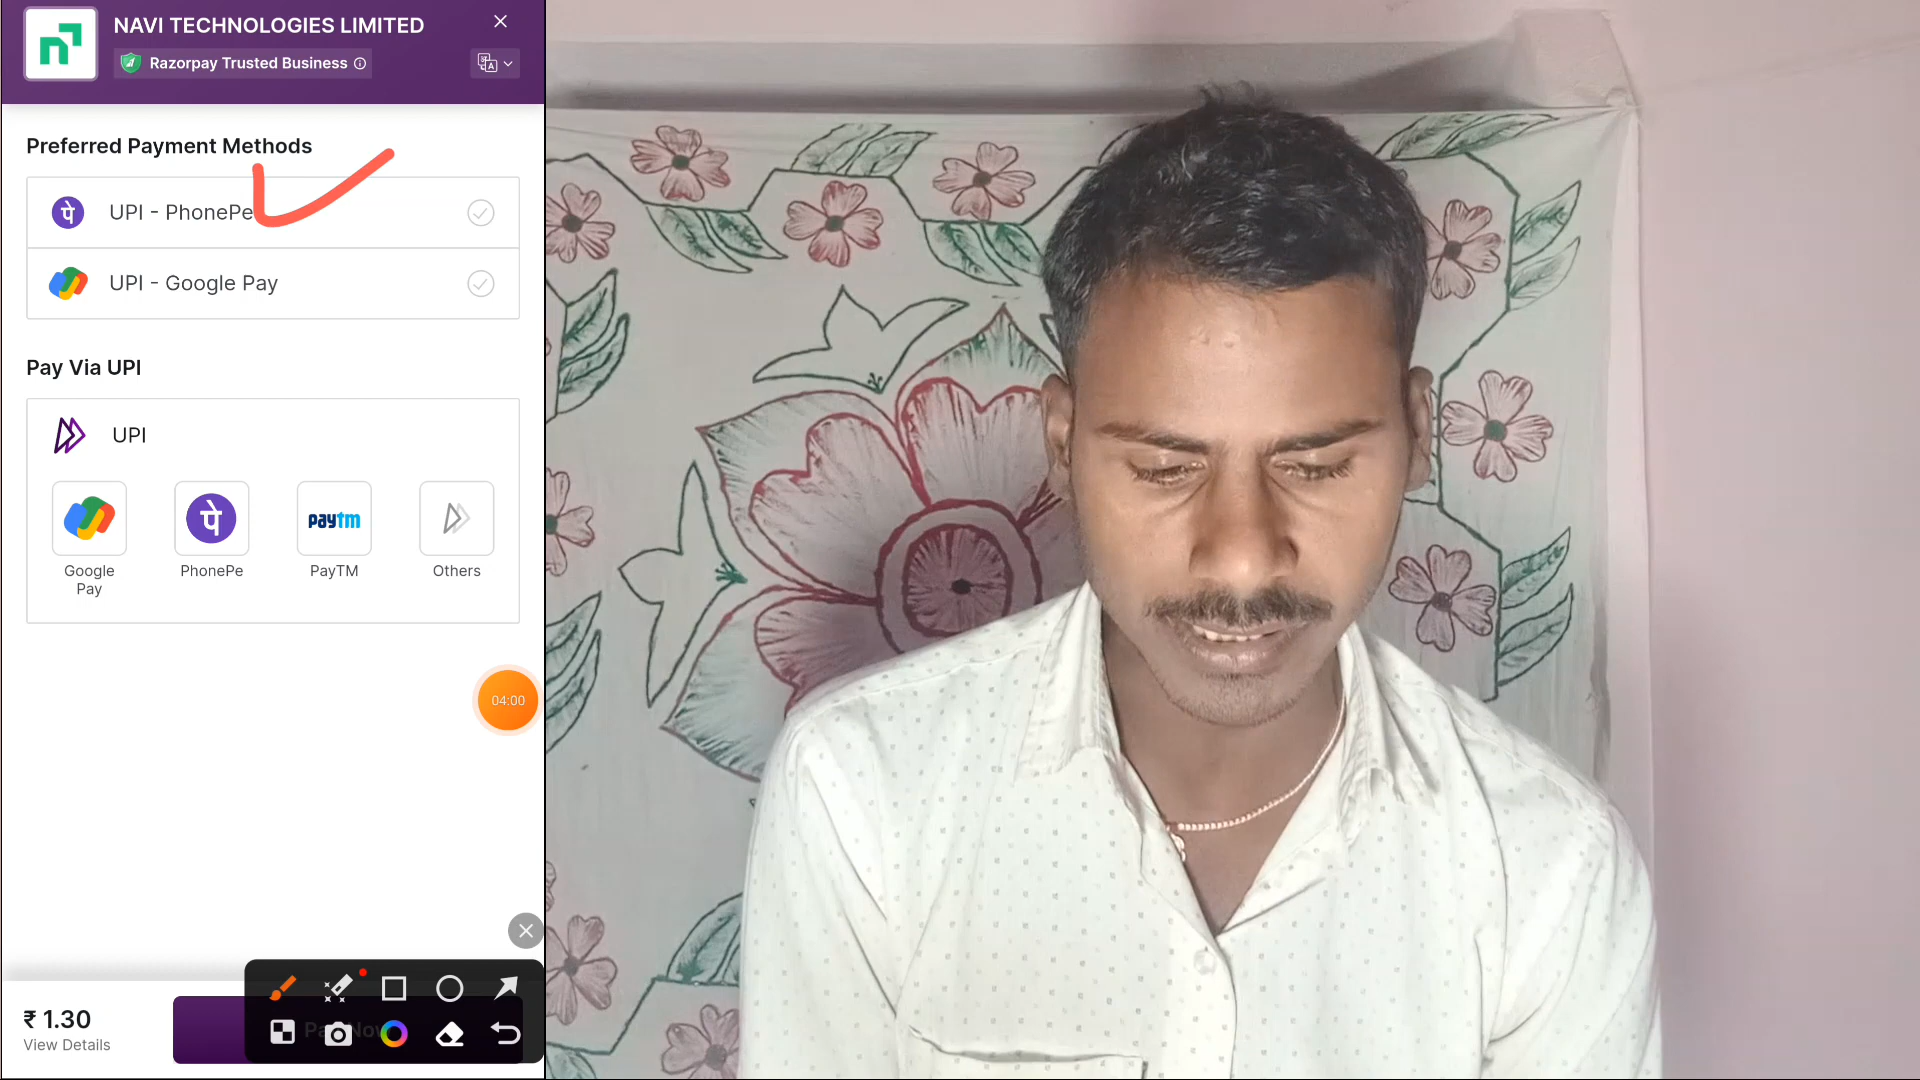 NAVI TECHNOLOGIES LIMITED
Razorpay Trusted Business
Preferred Payment Methods
पे UPI - PhonePe
UPI - Google Pay
Pay Via UPI
UPI
पे paytm
Google Pay PhonePe PayTM Others
04:00
₹ 1.30
View Details